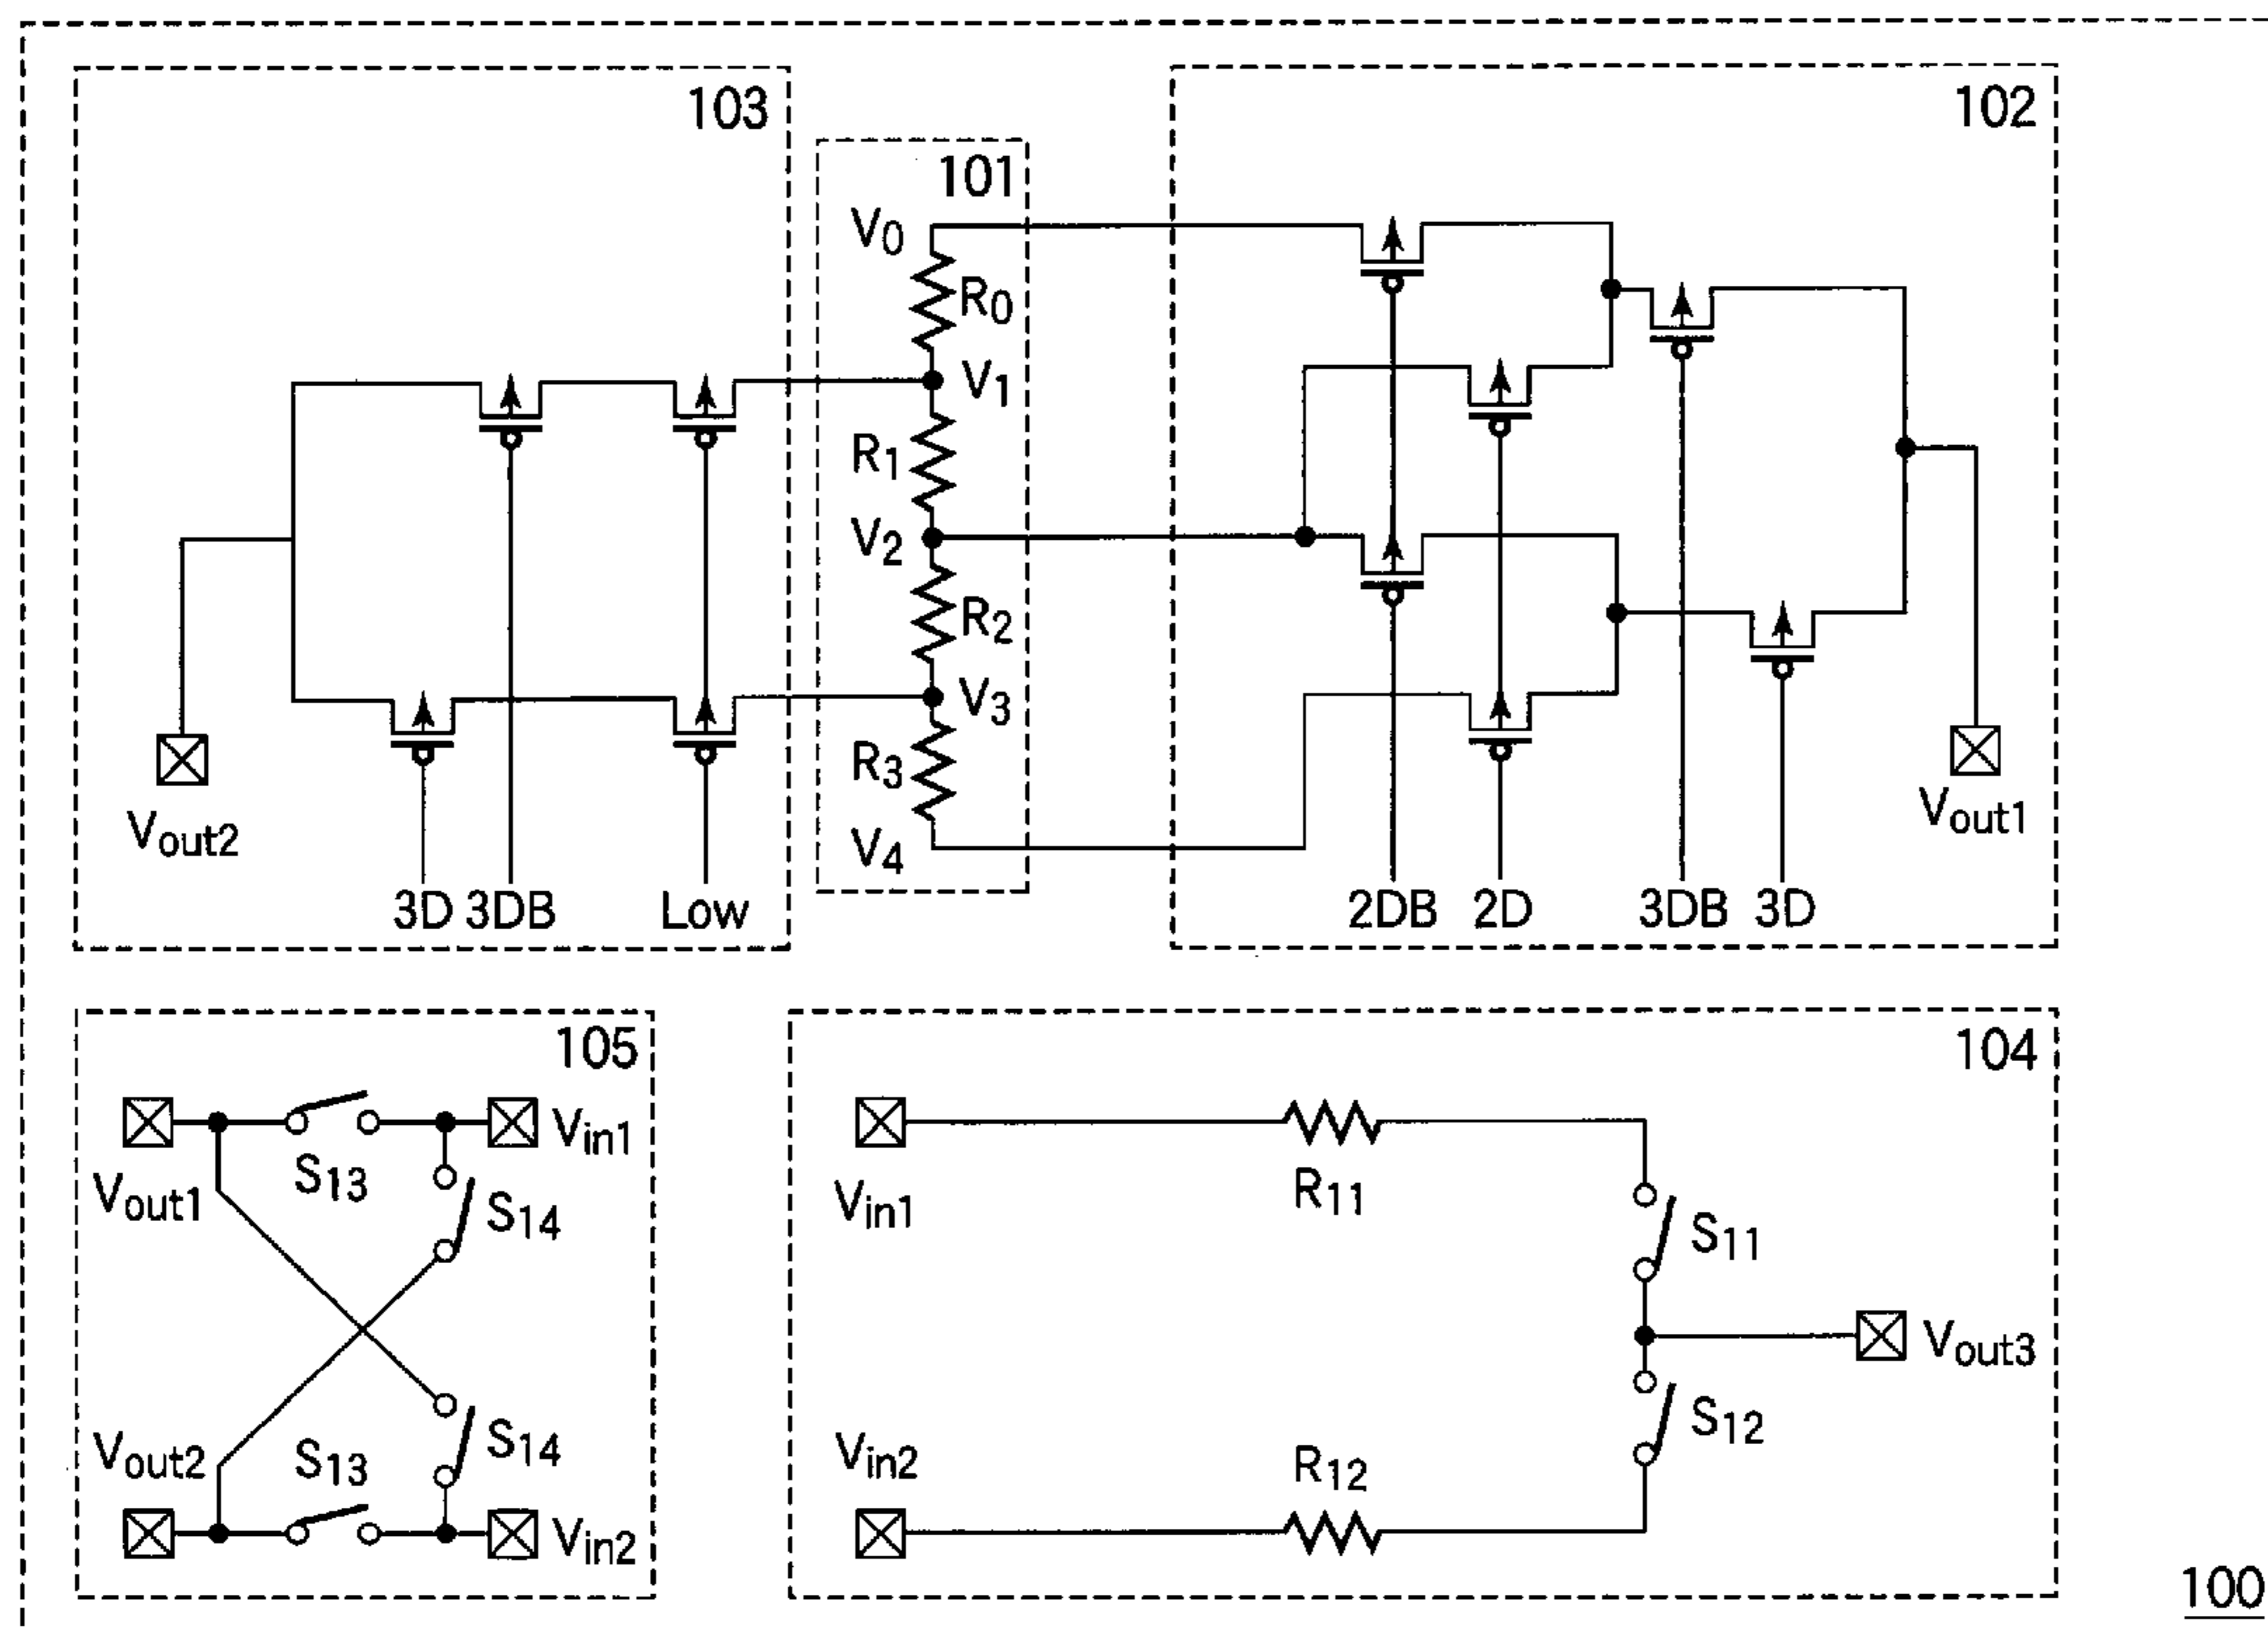 103
101
102
V0
R0
V1
R1
V2
R2
V3
R3
V4
Vout2
3D 3DB Low
2DB 2D 3DB 3D
Vout1
105
Vout1
S13
Vin1
S14
Vout2
S13
S14
Vin2
104
Vin1
R11
S11
Vout3
S12
Vin2
R12
100